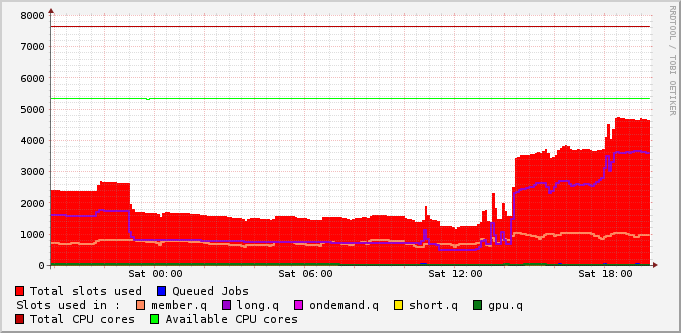 8000
7000
6000
5000
4000
3000
2000
1000
0
Sat 00:00 Sat 06:00 Sat 12:00 Sat 18:00
RRDTOOL / TOBI OETIKER
Total slots used Queued Jobs
Slots used in : member.q long.q ondemand.q short.q gpu.q
Total CPU cores Available CPU cores